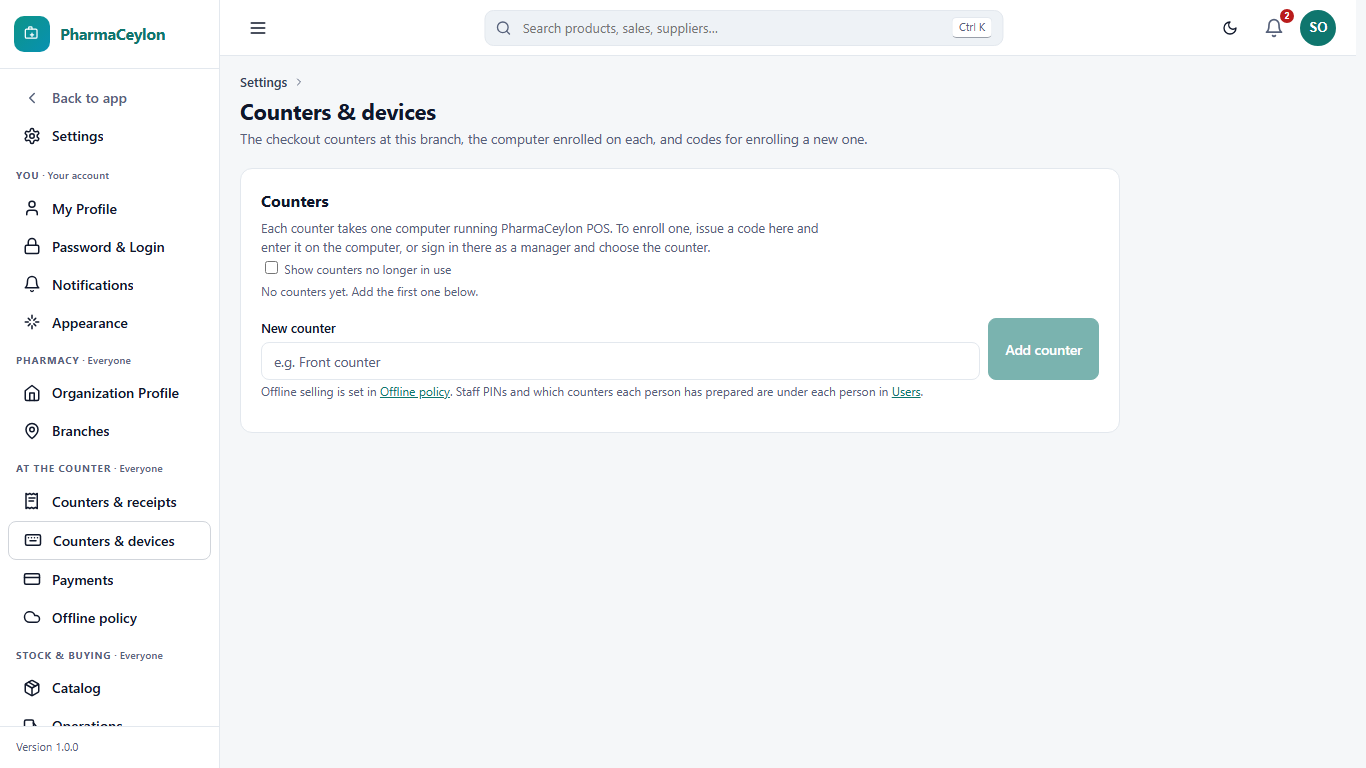 PharmaCeylon
Search products, sales, suppliers...
Ctrl K
2
SO
Back to app
Settings
YOU · Your account
My Profile
Password & Login
Notifications
Appearance
PHARMACY · Everyone
Organization Profile
Branches
AT THE COUNTER · Everyone
Counters & receipts
Counters & devices
Payments
Offline policy
STOCK & BUYING · Everyone
Catalog
Operations
Version 1.0.0
Settings
Counters & devices
The checkout counters at this branch, the computer enrolled on each, and codes for enrolling a new one.
Counters
Each counter takes one computer running PharmaCeylon POS. To enroll one, issue a code here and
enter it on the computer, or sign in there as a manager and choose the counter.
Show counters no longer in use
No counters yet. Add the first one below.
New counter
e.g. Front counter
Add counter
Offline selling is set in Offline policy. Staff PINs and which counters each person has prepared are under each person in Users.